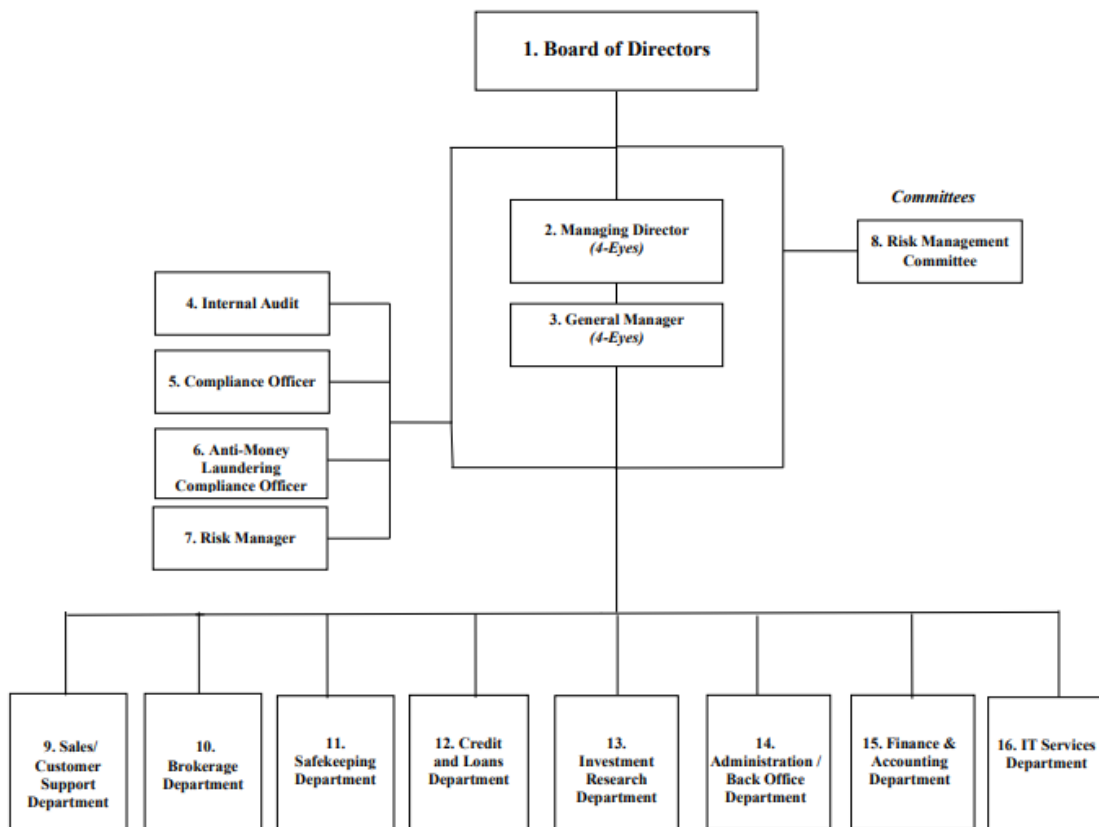 1. Board of Directors
2. Managing Director
(4-Eyes)
3. General Manager
(4-Eyes)
Committees
8. Risk Management
Committee
4. Internal Audit
5. Compliance Officer
6. Anti-Money
Laundering
Compliance Officer
7. Risk Manager
9. Sales/
Customer
Support
Department
10.
Brokerage
Department
11.
Safekeeping
Department
12. Credit
and Loans
Department
13.
Investment
Research
Department
14.
Administration /
Back Office
Department
15. Finance &
Accounting
Department
16. IT Services
Department